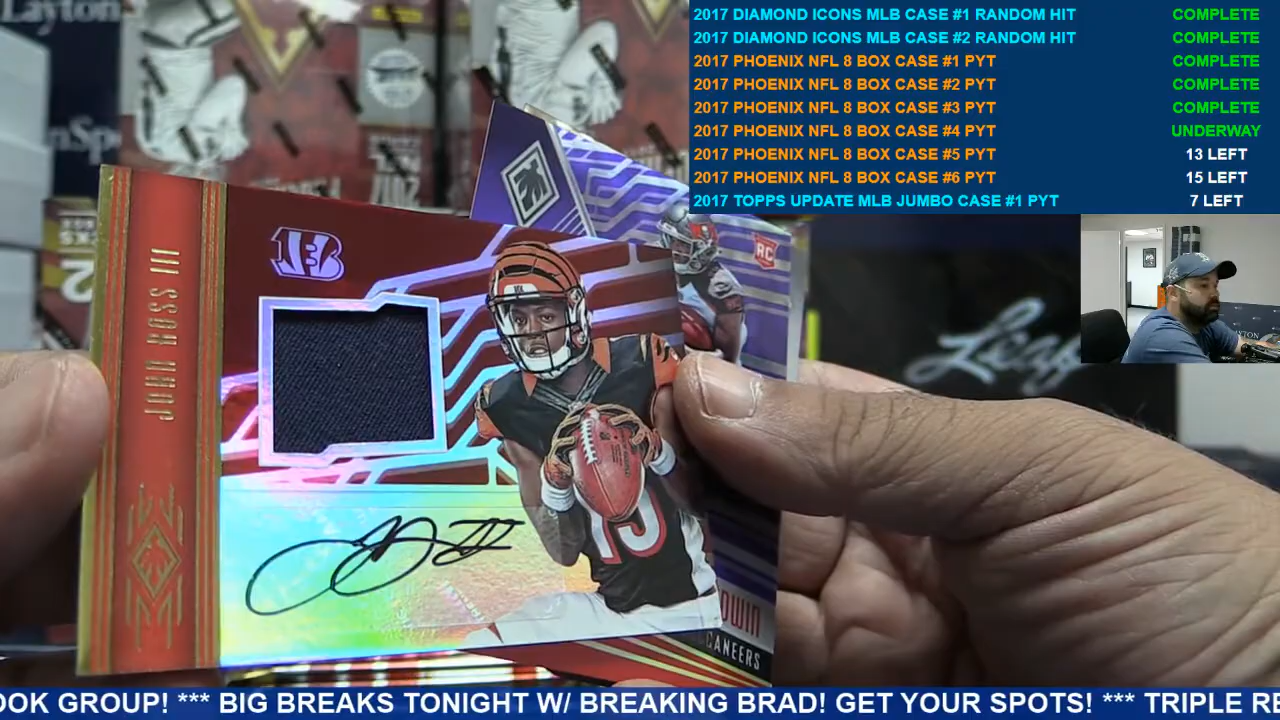 2017 DIAMOND ICONS MLB CASE #1 RANDOM HIT COMPLETE
2017 DIAMOND ICONS MLB CASE #2 RANDOM HIT COMPLETE
2017 PHOENIX NFL 8 BOX CASE #1 PYT COMPLETE
2017 PHOENIX NFL 8 BOX CASE #2 PYT COMPLETE
2017 PHOENIX NFL 8 BOX CASE #3 PYT COMPLETE
2017 PHOENIX NFL 8 BOX CASE #4 PYT UNDERWAY
2017 PHOENIX NFL 8 BOX CASE #5 PYT 13 LEFT
2017 PHOENIX NFL 8 BOX CASE #6 PYT 15 LEFT
2017 TOPPS UPDATE MLB JUMBO CASE #1 PYT 7 LEFT
Layton
nSp
RC
JOHN ROSS III
Leaf
15
DWIN
CANEERS
OOK GROUP! *** BIG BREAKS TONIGHT W/ BREAKING BRAD! GET YOUR SPOTS! *** TRIPLE RE